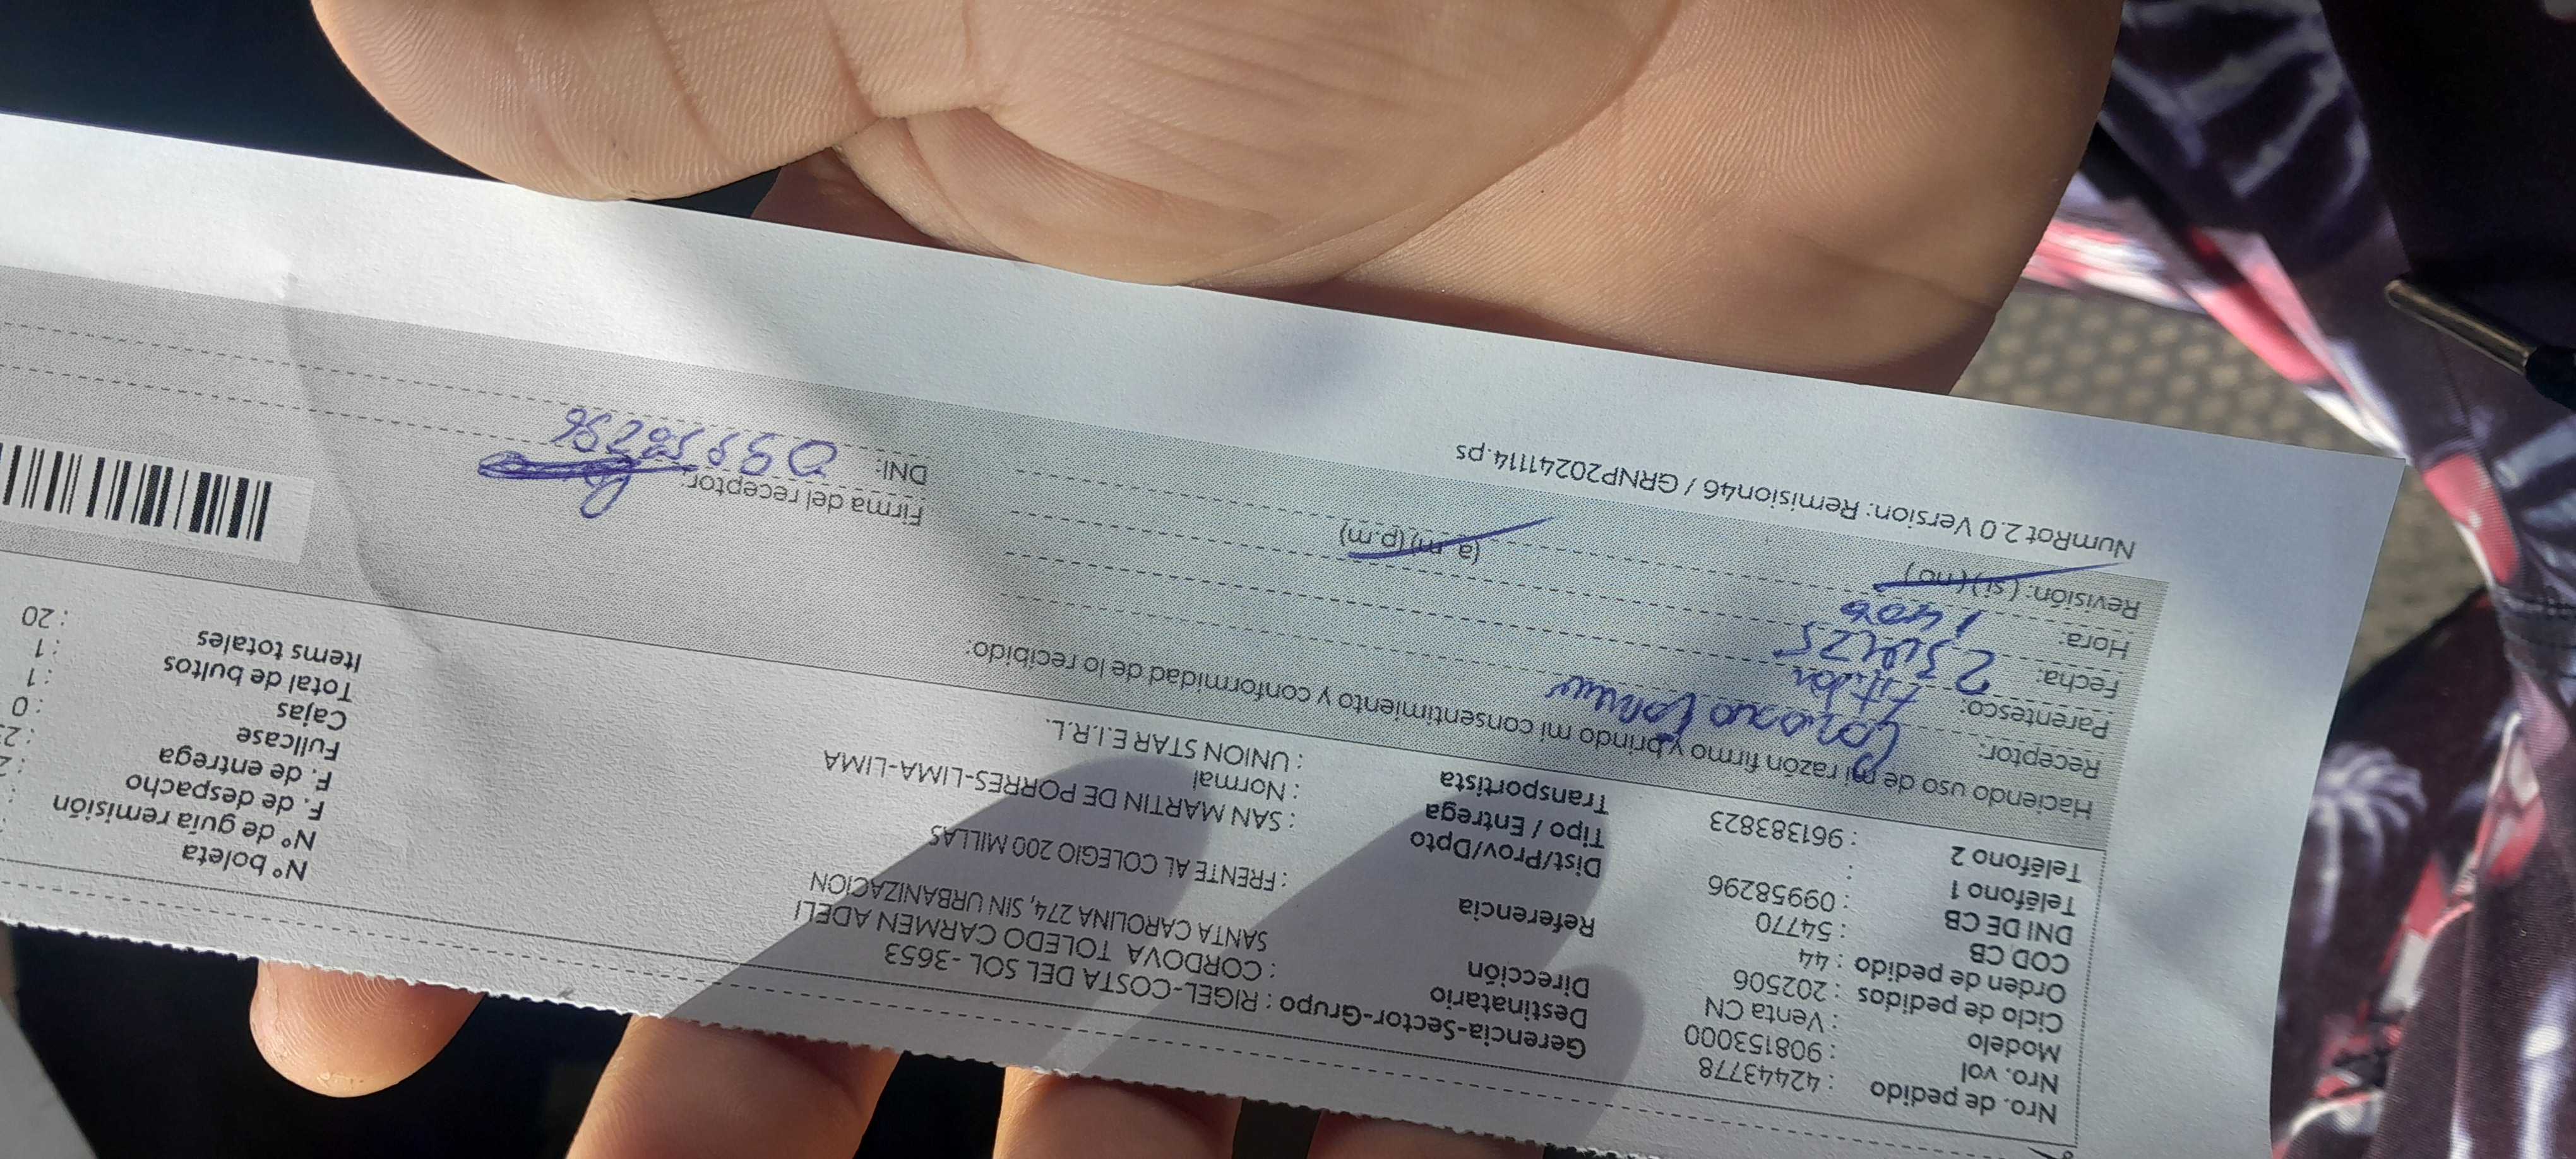 Nro. de pedido : 42443778
Nro. vol : 908153000
Modelo : Venta CN
Ciclo de pedidos : 202506
Orden de pedido : 44
COD CB : 54770
DNI DE CB : 09958296
Teléfono 1 :
Teléfono 2 : 961383823
Gerencia-Sector-Grupo : RIGEL-COSTA DEL SOL -3653
Destinatario : CORDOVA TOLEDO CARMEN ADELI
Dirección SANTA CAROLINA 274, SIN URBANIZACION
Referencia : FRENTE AL COLEGIO 200 MILLAS
Dist/Prov/Dpto : SAN MARTIN DE PORRES-LIMA-LIMA
Tipo / Entrega : Normal
Transportista : UNION STAR E.I.R.L.
N° boleta
N° de guía remisión
F. de despacho
F. de entrega
Fullcase : 0
Cajas : 1
Total de bultos : 1
Items totales : 20
Haciendo uso de mi razón firmo y brindo mi consentimiento y conformidad de lo recibido:
Receptor:
Parentesco: Titular
Fecha:
Hora:
(a.m) (p.m)
Revisión: (si) (no)
Firma del receptor:
DNI: 09958296
NumRot 2.0 Version: Remision46 / GRNP20241114.ps